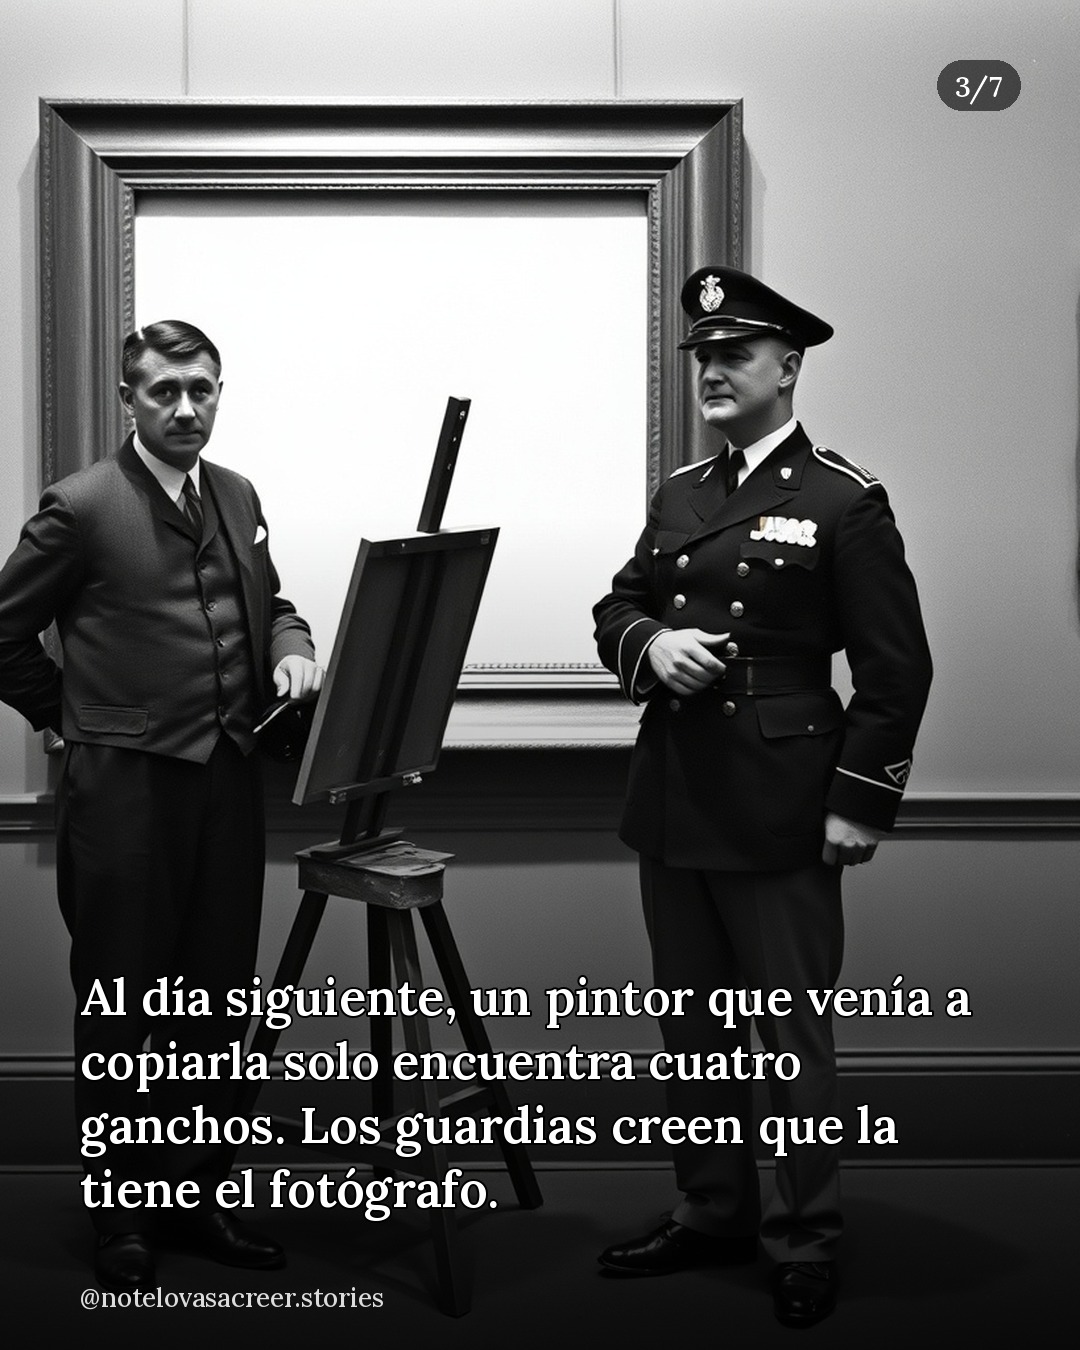 3/7
Al día siguiente, un pintor que venía a
copiarla solo encuentra cuatro
ganchos. Los guardias creen que la
tiene el fotógrafo.
@notelovasacreer.stories